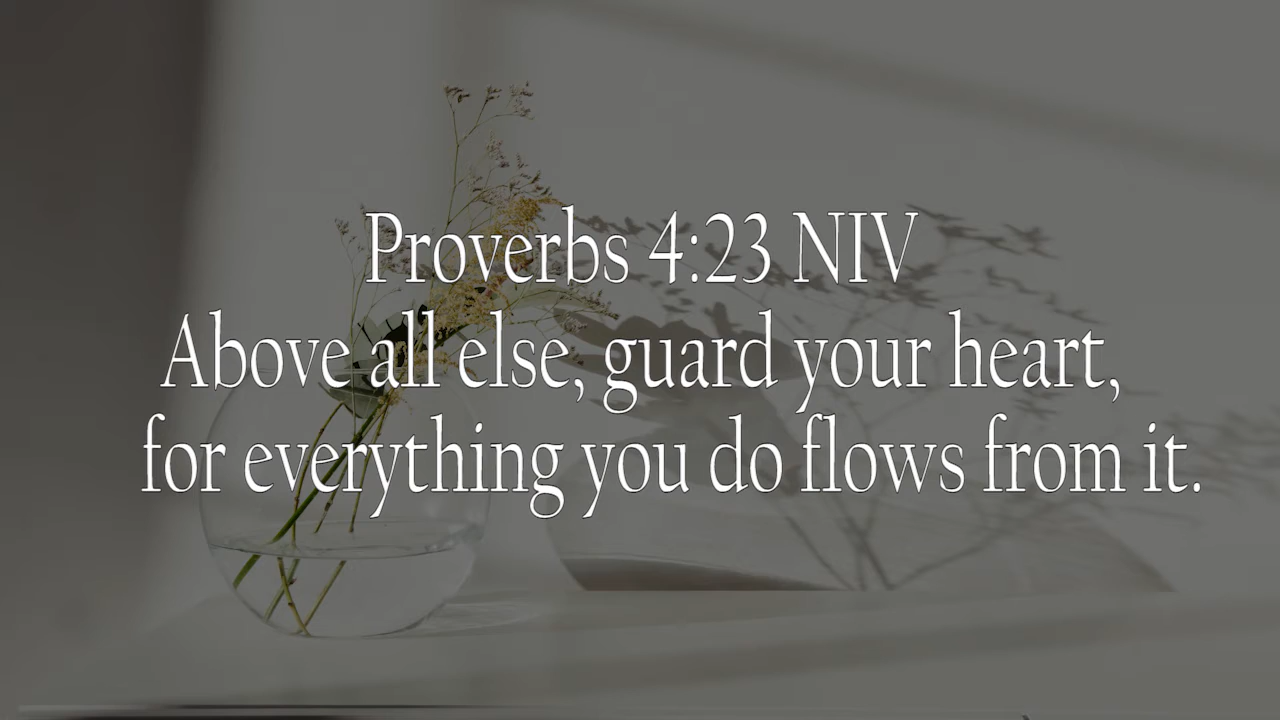 Proverbs 4:23 NIV
Above all else, guard your heart,
for everything you do flows from it.